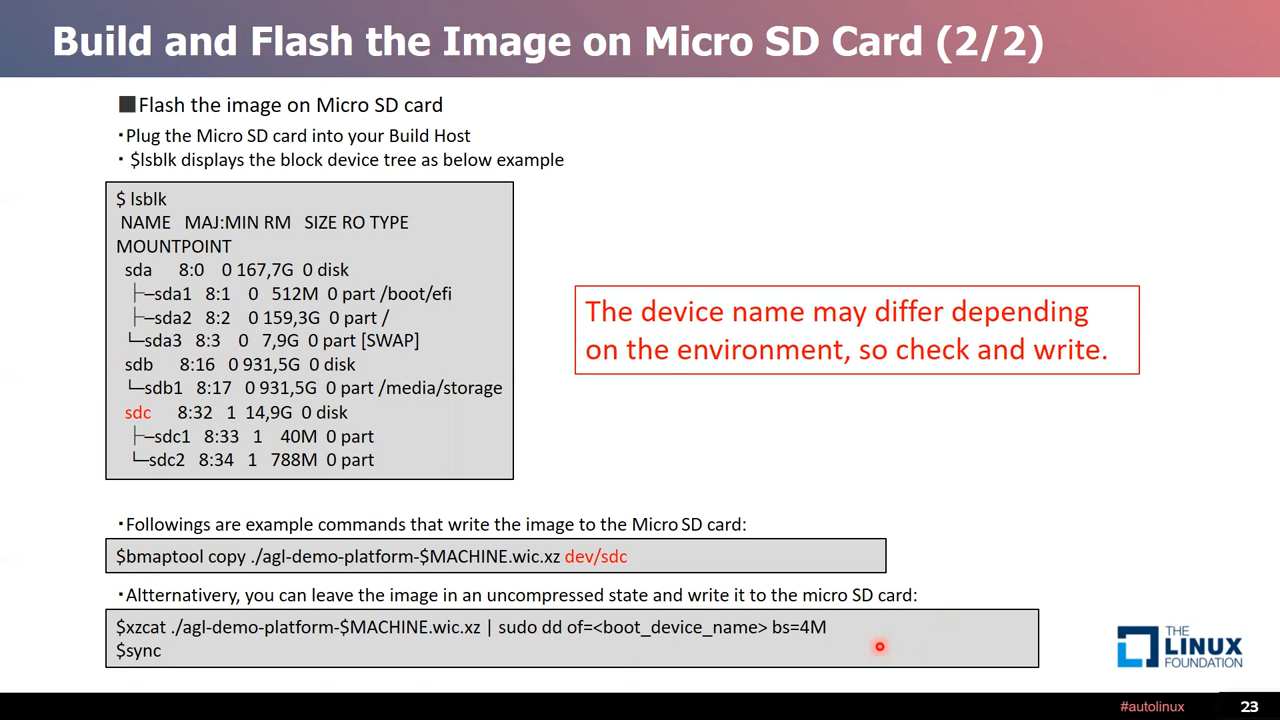 Build and Flash the Image on Micro SD Card (2/2)
■Flash the image on Micro SD card
・Plug the Micro SD card into your Build Host
・ $lsblk displays the block device tree as below example
$ lsblk
NAME MAJ:MIN RM SIZE RO TYPE
MOUNTPOINT
sda 8:0 0 167,7G 0 disk
├─sda1 8:1 0 512M 0 part /boot/efi
├─sda2 8:2 0 159,3G 0 part /
└─sda3 8:3 0 7,9G 0 part [SWAP]
sdb 8:16 0 931,5G 0 disk
└─sdb1 8:17 0 931,5G 0 part /media/storage
sdc 8:32 1 14,9G 0 disk
├─sdc1 8:33 1 40M 0 part
└─sdc2 8:34 1 788M 0 part
The device name may differ depending
on the environment, so check and write.
・Followings are example commands that write the image to the Micro SD card:
$bmaptool copy ./agl-demo-platform-$MACHINE.wic.xz dev/sdc
・Altternativery, you can leave the image in an uncompressed state and write it to the micro SD card:
$xzcat ./agl-demo-platform-$MACHINE.wic.xz | sudo dd of=<boot_device_name> bs=4M
$sync
THE
LINUX
FOUNDATION
#autolinux
23